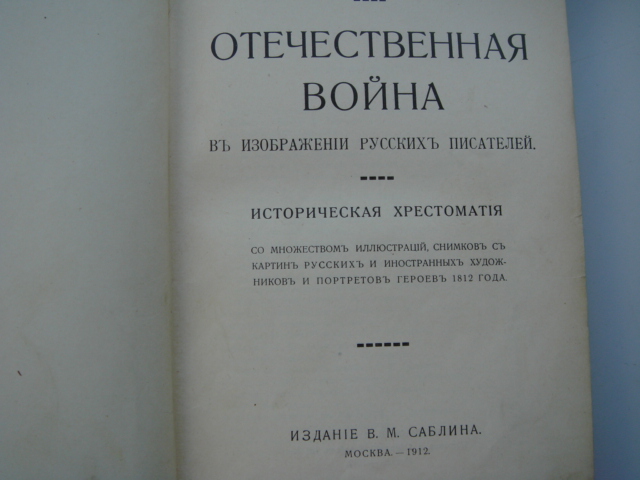 ОТЕЧЕСТВЕННАЯ
ВОЙНА
ВЪ ИЗОБРАЖЕНІИ РУССКИХЪ ПИСАТЕЛЕЙ.
ИСТОРИЧЕСКАЯ ХРЕСТОМАТІЯ
СО МНОЖЕСТВОМЪ ИЛЛЮСТРАЦІЙ, СНИМКОВЪ СЪ
КАРТИНЪ РУССКИХЪ И ИНОСТРАННЫХЪ ХУДОЖ-
НИКОВЪ И ПОРТРЕТОВЪ ГЕРОЕВЪ 1812 ГОДА.
ИЗДАНІЕ В. М. САБЛИНА.
МОСКВА.—1912.